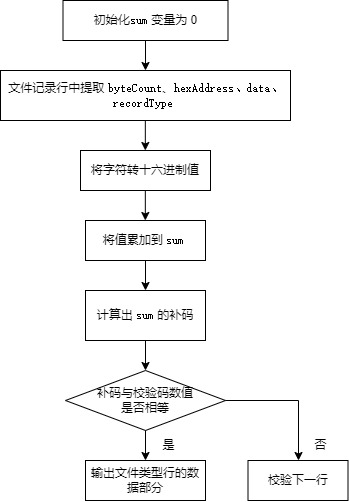 初始化sum 变量为 0
文件记录行中提取 byteCount、hexAddress、data、
recordType
将字符转十六进制值
将值累加到 sum
计算出 sum 的补码
补码与校验码数值
是否相等
是
否
输出文件类型行的数
据部分
校验下一行